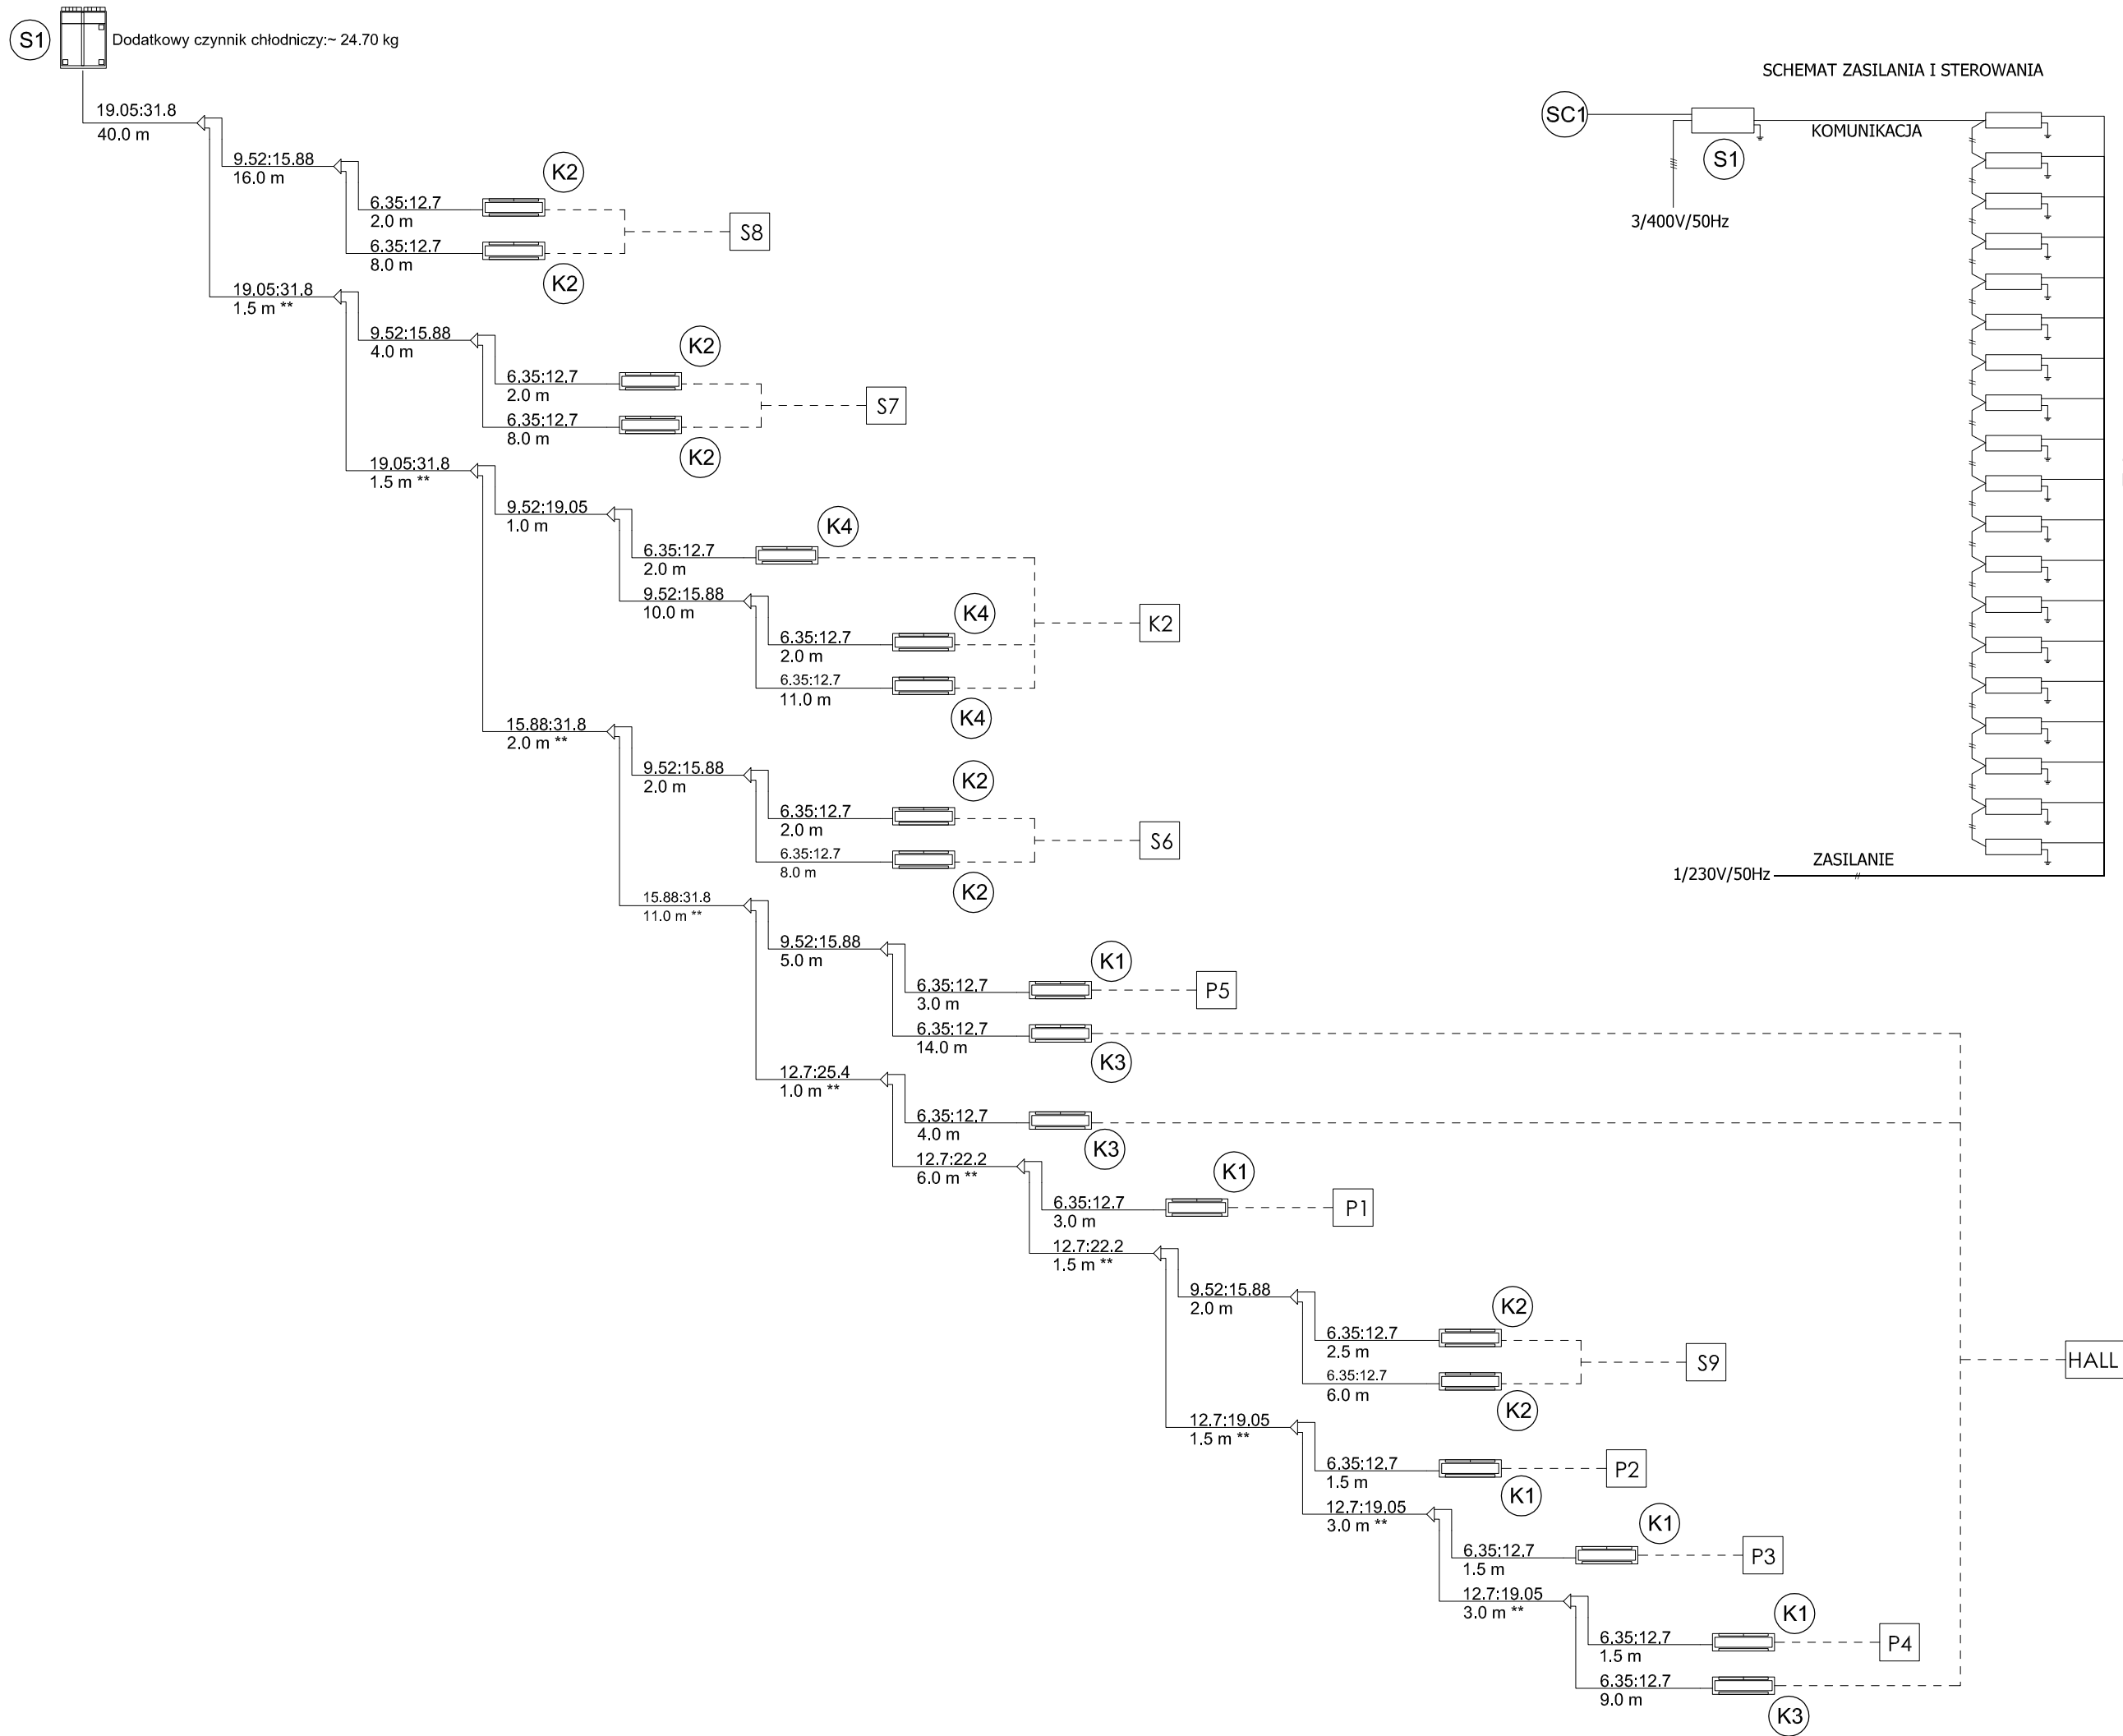 S1
Dodatkowy czynnik chłodniczy:~ 24.70 kg
SCHEMAT ZASILANIA I STEROWANIA
19.05:31.8
40.0 m
SC1
KOMUNIKACJA
S1
3/400V/50Hz
9.52:15.88
16.0 m
K2
6.35:12.7
2.0 m
S8
6.35:12.7
8.0 m
K2
19.05:31.8
1.5 m **
9.52:15.88
4.0 m
K2
6.35:12.7
2.0 m
S7
6.35:12.7
8.0 m
K2
19.05:31.8
1.5 m **
9.52:19.05
1.0 m
K4
6.35:12.7
2.0 m
9.52:15.88
10.0 m
K4
K2
6.35:12.7
2.0 m
6.35:12.7
11.0 m
K4
15.88:31.8
2.0 m **
9.52:15.88
2.0 m
K2
6.35:12.7
2.0 m
S6
6.35:12.7
8.0 m
K2
ZASILANIE
1/230V/50Hz
15.88:31.8
11.0 m **
9.52:15.88
5.0 m
K1
6.35:12.7
3.0 m
P5
6.35:12.7
14.0 m
K3
12.7:25.4
1.0 m **
6.35:12.7
4.0 m
K3
12.7:22.2
6.0 m **
K1
6.35:12.7
3.0 m
P1
12.7:22.2
1.5 m **
9.52:15.88
2.0 m
K2
6.35:12.7
2.5 m
S9
HALL
6.35:12.7
6.0 m
K2
12.7:19.05
1.5 m **
6.35:12.7
1.5 m
P2
K1
12.7:19.05
3.0 m **
K1
6.35:12.7
1.5 m
P3
12.7:19.05
3.0 m **
K1
6.35:12.7
1.5 m
P4
6.35:12.7
9.0 m
K3